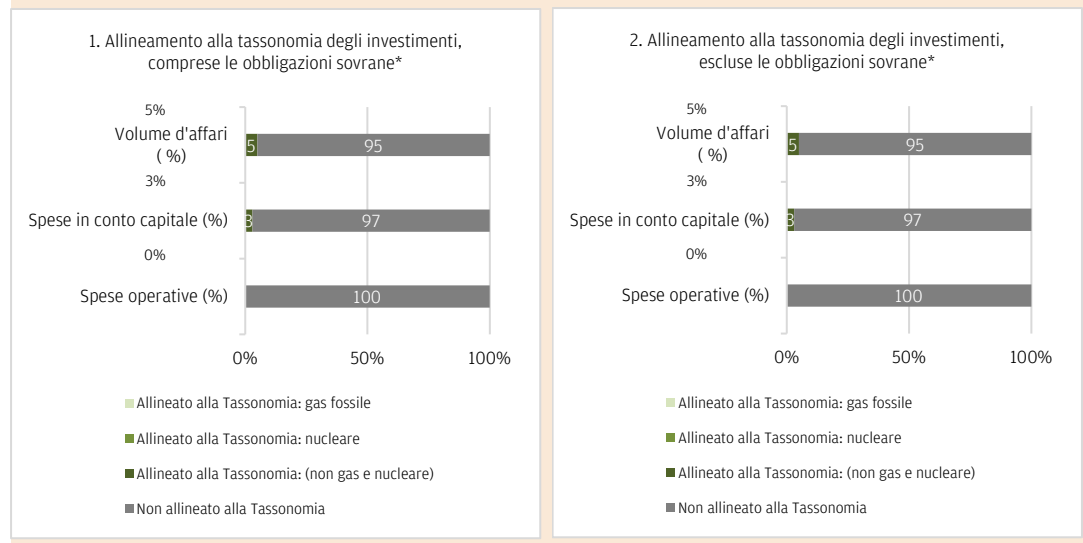 1. Allineamento alla tassonomia degli investimenti,
comprese le obbligazioni sovrane*
5%
Volume d'affari
( %)
5
95
3%
Spese in conto capitale (%)
3
97
0%
Spese operative (%)
100
0%
50%
100%
Allineato alla Tassonomia: gas fossile
Allineato alla Tassonomia: nucleare
Allineato alla Tassonomia: (non gas e nucleare)
Non allineato alla Tassonomia
2. Allineamento alla tassonomia degli investimenti,
escluse le obbligazioni sovrane*
5%
Volume d'affari
( %)
5
95
3%
Spese in conto capitale (%)
3
97
0%
Spese operative (%)
100
0%
50%
100%
Allineato alla Tassonomia: gas fossile
Allineato alla Tassonomia: nucleare
Allineato alla Tassonomia: (non gas e nucleare)
Non allineato alla Tassonomia